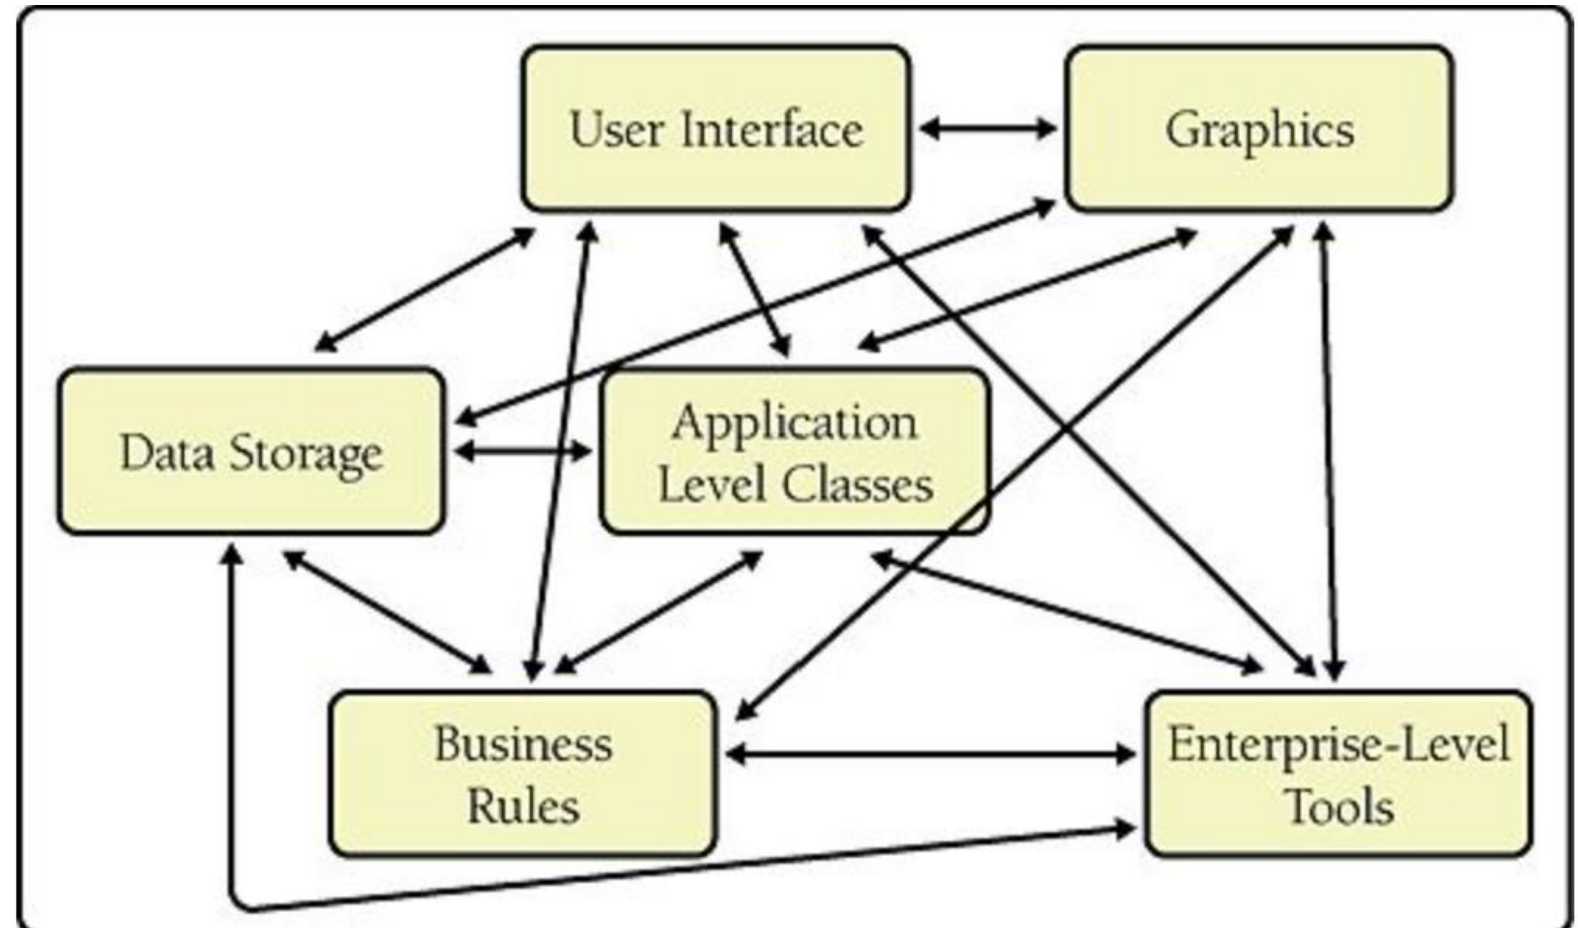 User Interface
Graphics
Data Storage
Application
Level Classes
Business
Rules
Enterprise-Level
Tools